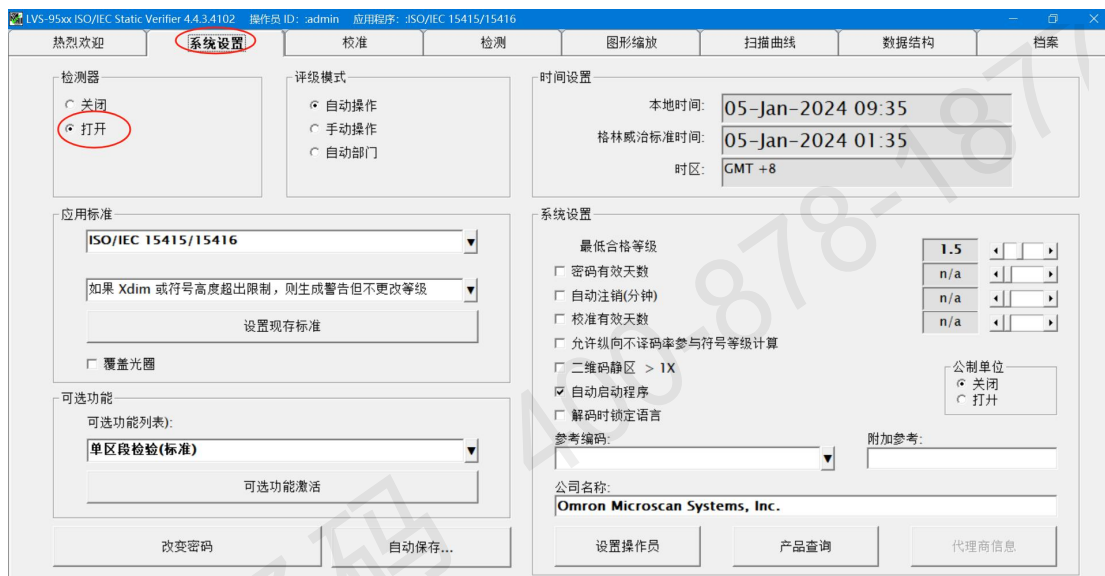 LVS-95xx ISO/IEC Static Verifier 4.4.3.4102 操作员 ID: :admin 应用程序: :ISO/IEC 15415/15416
热烈欢迎 系统设置 校准 检测 图形缩放 扫描曲线 数据结构 档案
检测器
关闭
打开
评级模式
自动操作
手动操作
自动部门
时间设置
本地时间: 05-Jan-2024 09:35
格林威治标准时间: 05-Jan-2024 01:35
时区: GMT +8
应用标准
ISO/IEC 15415/15416
如果 Xdim 或符号高度超出限制，则生成警告但不更改等级
设置现存标准
覆盖光圈
可选功能
可选功能列表):
单区段检验(标准)
可选功能激活
改变密码 自动保存...
系统设置
最低合格等级 1.5
密码有效天数 n/a
自动注销(分钟) n/a
校准有效天数 n/a
允许纵向不译码率参与符号等级计算
二维码静区 > 1X
自动启动程序
解码时锁定语言
公制单位
关闭
打开
参考编码: 附加参考:
公司名称:
Omron Microscan Systems, Inc.
设置操作员 产品查询 代理商信息
400-878-1877
码